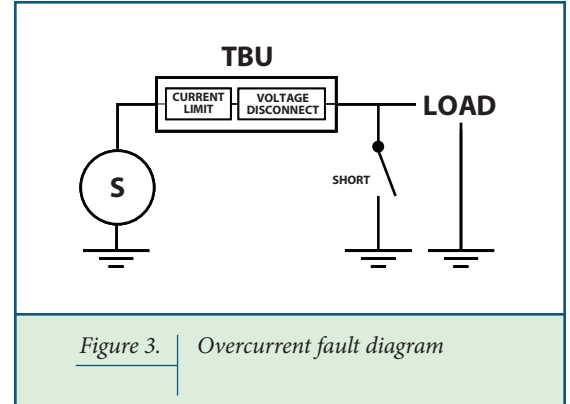 TBU
CURRENT
LIMIT
VOLTAGE
DISCONNECT
LOAD
SHORT
S
Figure 3. Overcurrent fault diagram